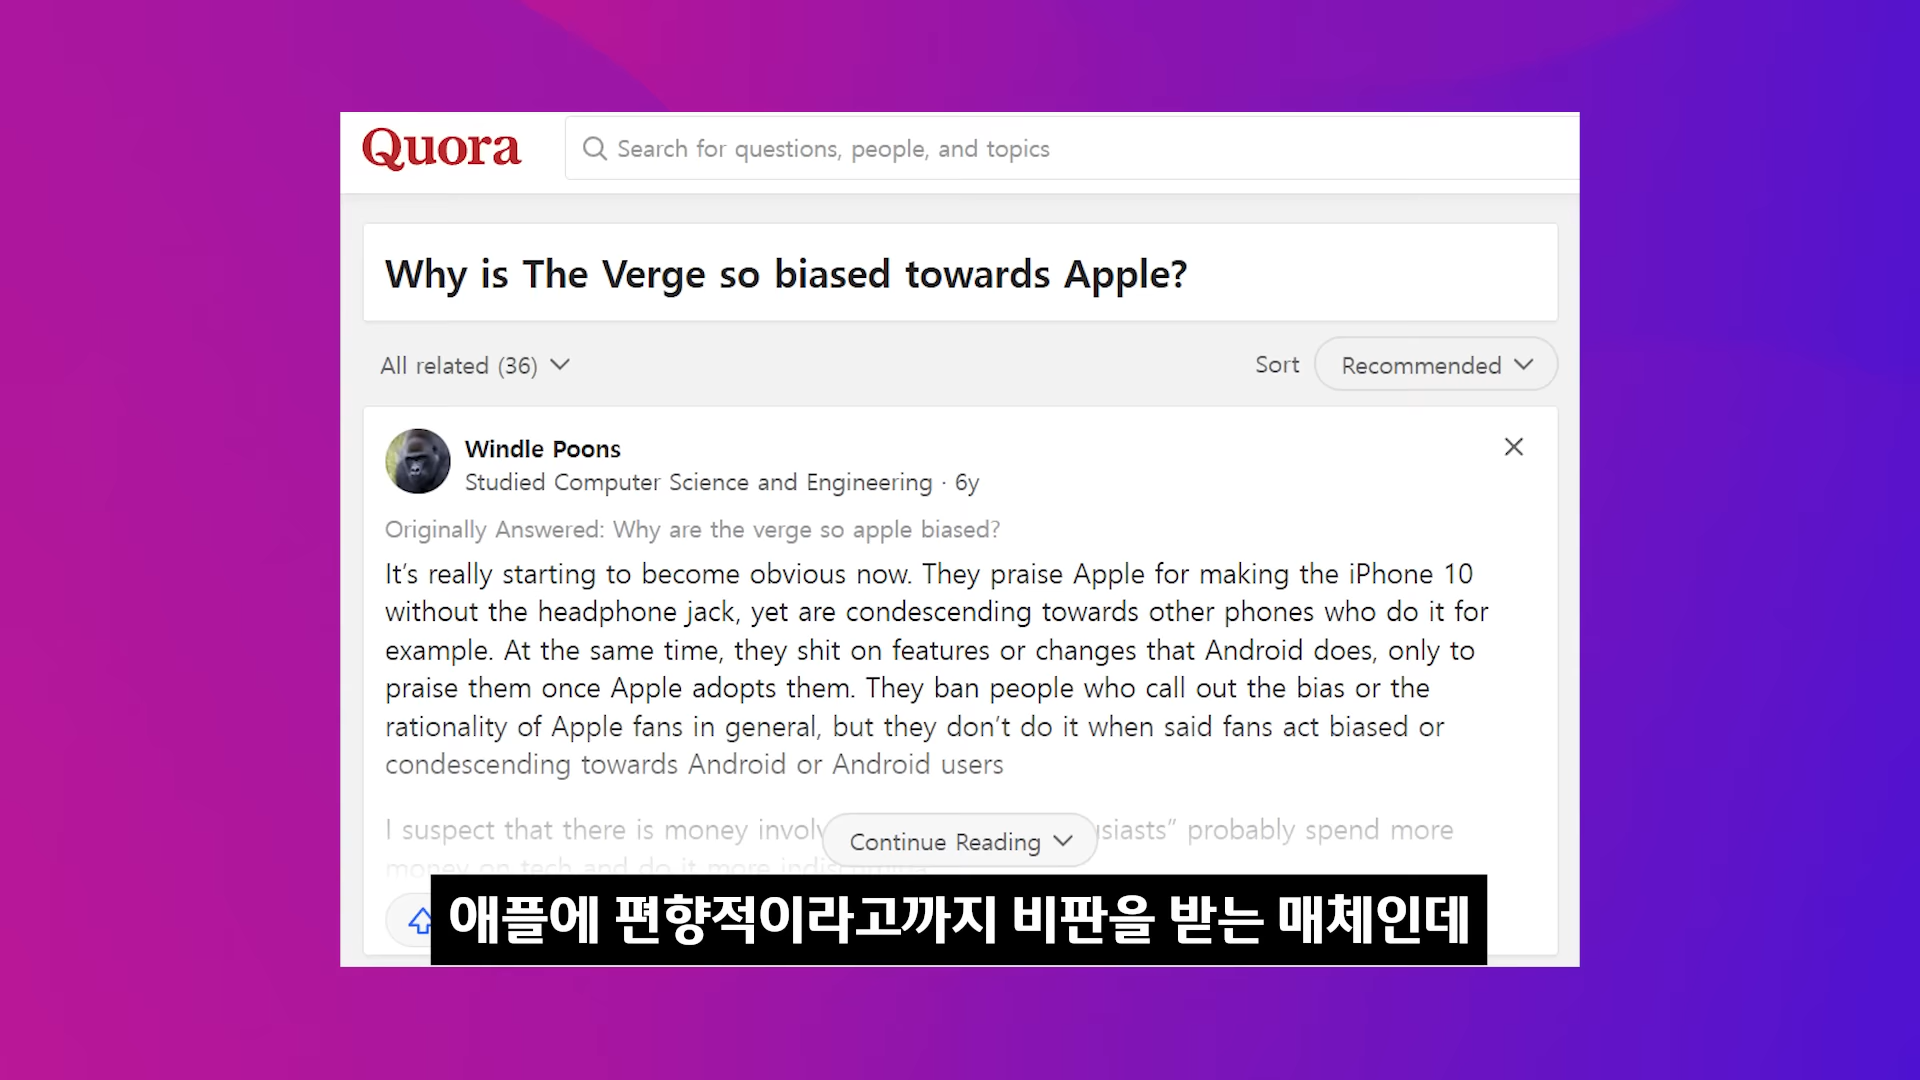 Quora
Search for questions, people, and topics
Why is The Verge so biased towards Apple?
All related (36)
Sort
Recommended
Windle Poons
Studied Computer Science and Engineering · 6y
Originally Answered: Why are the verge so apple biased?
It’s really starting to become obvious now. They praise Apple for making the iPhone 10
without the headphone jack, yet are condescending towards other phones who do it for
example. At the same time, they shit on features or changes that Android does, only to
praise them once Apple adopts them. They ban people who call out the bias or the
rationality of Apple fans in general, but they don’t do it when said fans act biased or
condescending towards Android or Android users
I suspect that there is money
Continue Reading
probably spend more
money on tech and do it more
애플에 편향적이라고까지 비판을 받는 매체인데